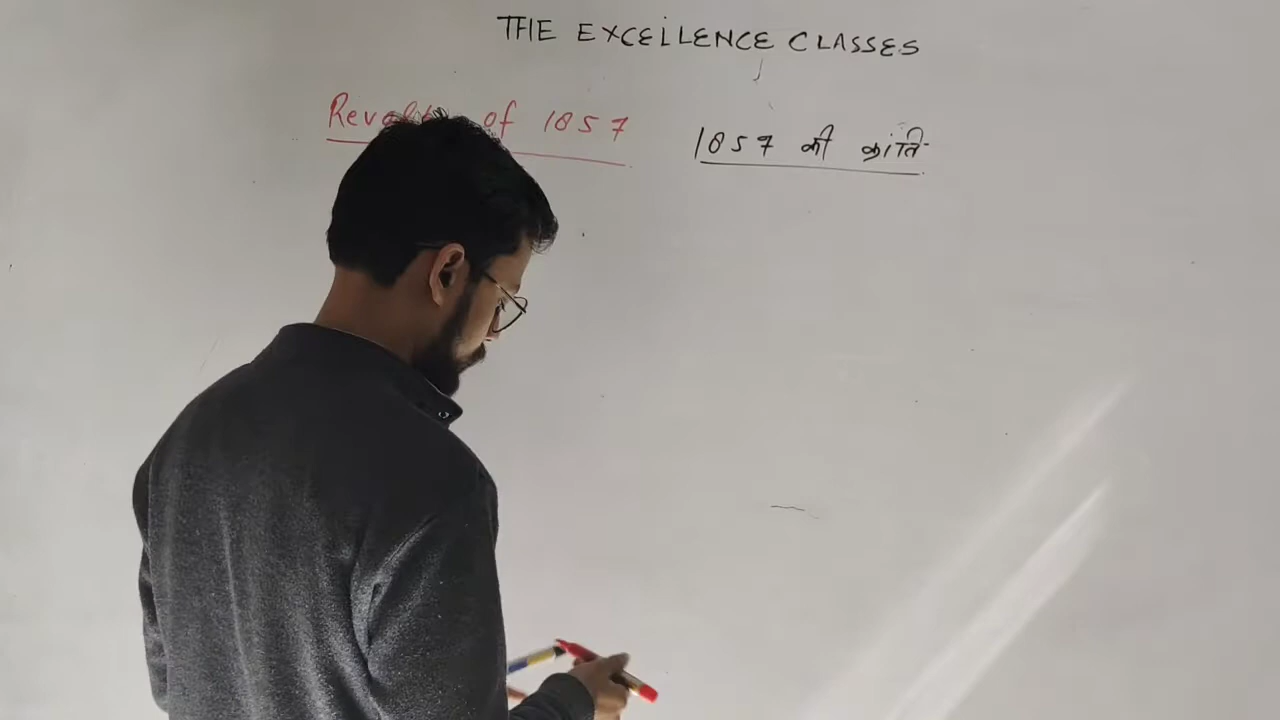 THE EXCELLENCE CLASSES
of 1857
1857 की क्रांति